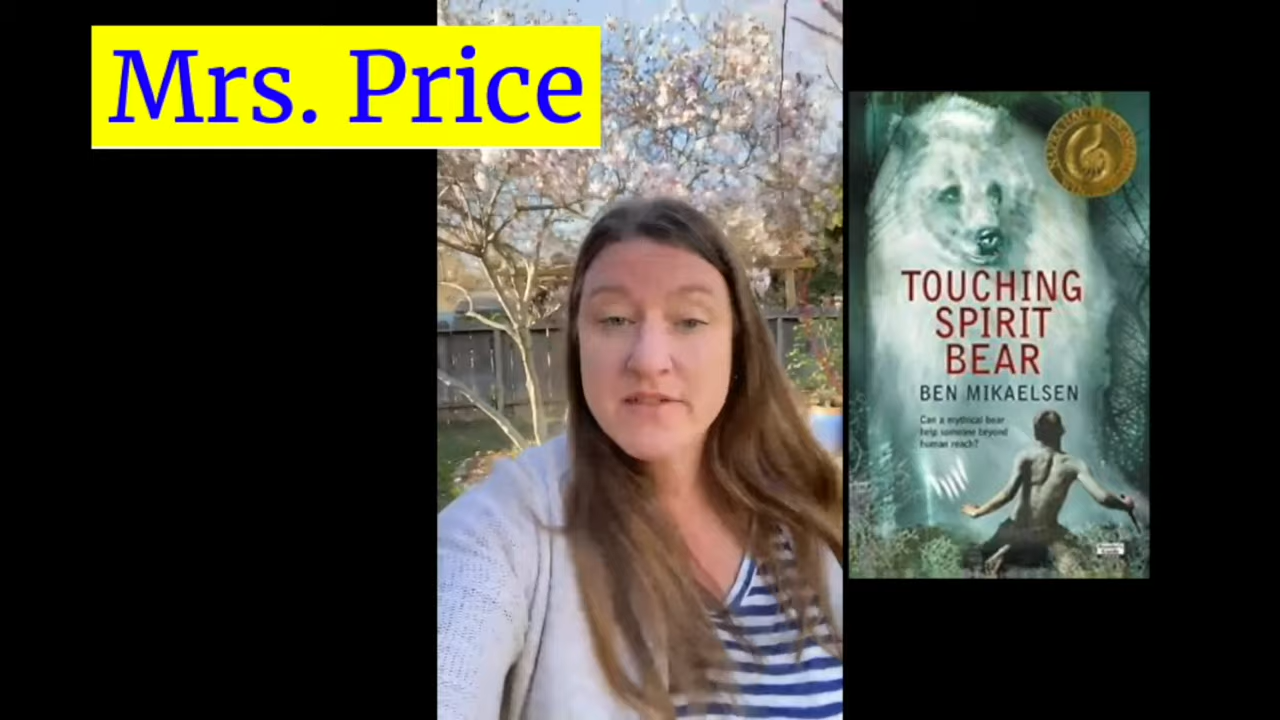 Mrs. Price
TOUCHING
SPIRIT
BEAR
BEN MIKAELSEN
Can a mythical bear
help someone beyond
human reach?